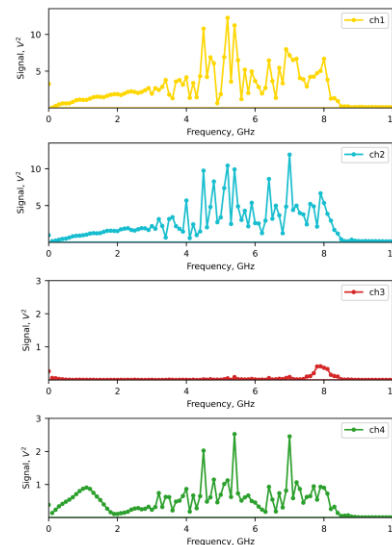 ch1
10
5
Signal, V²
0 2 4 6 8 1
Frequency, GHz
ch2
10
5
Signal, V²
0 2 4 6 8 1
Frequency, GHz
ch3
3
2
1
Signal, V²
0 2 4 6 8 1
Frequency, GHz
ch4
3
2
1
0
Signal, V²
0 2 4 6 8 1
Frequency, GHz